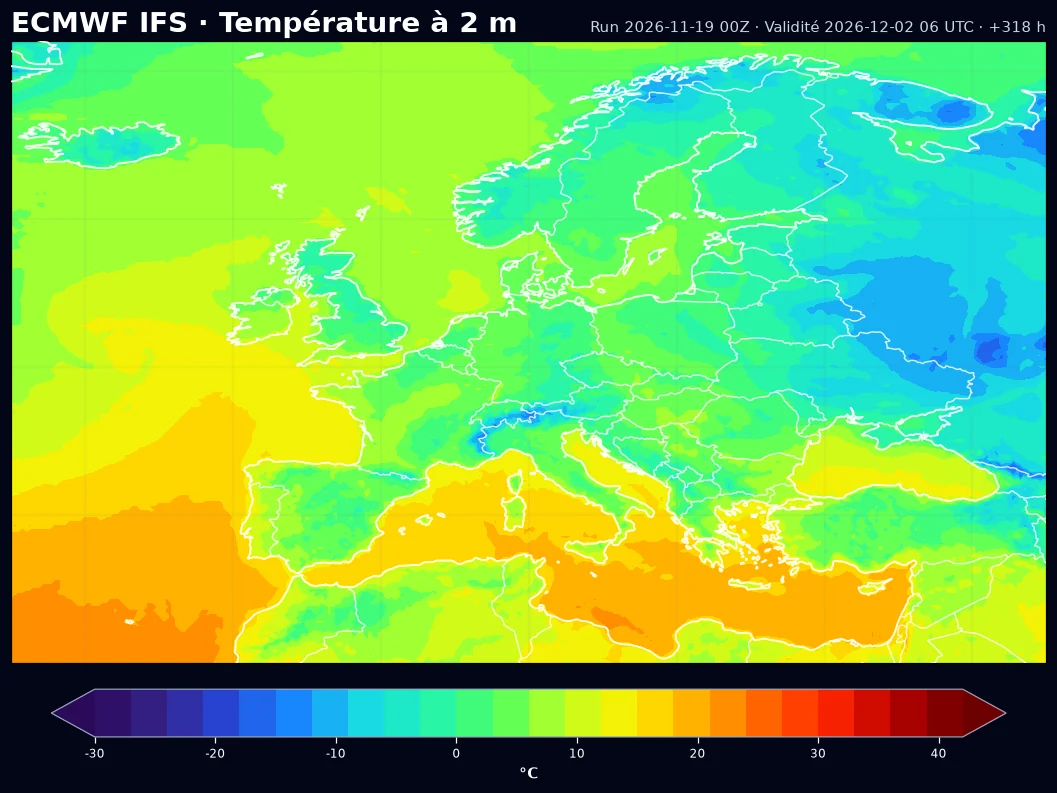 ECMWF IFS · Température à 2 m
Run 2026-11-19 00Z · Validité 2026-12-02 06 UTC · +318 h
-30 -20 -10 0 10 20 30 40
°C